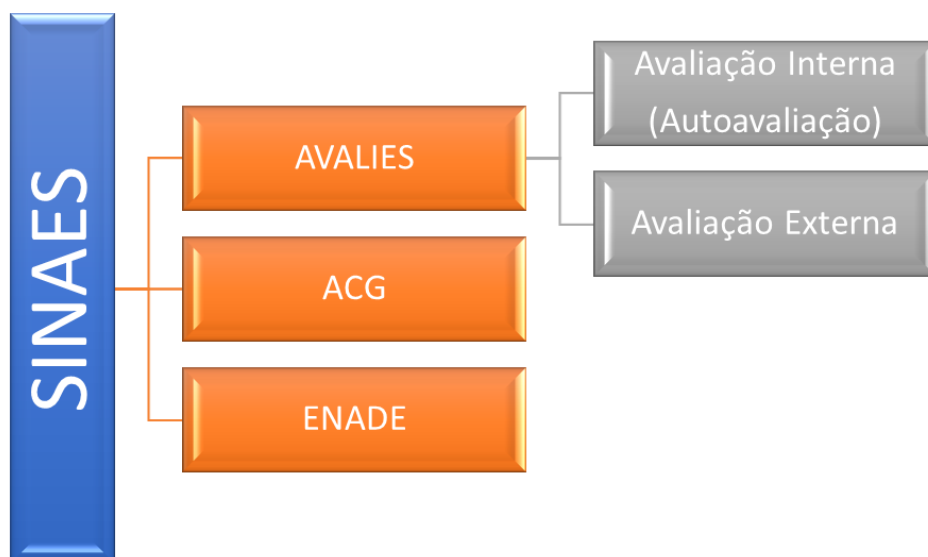 SINAES
AVALIES
ACG
ENADE
Avaliação Interna
(Autoavaliação)
Avaliação Externa